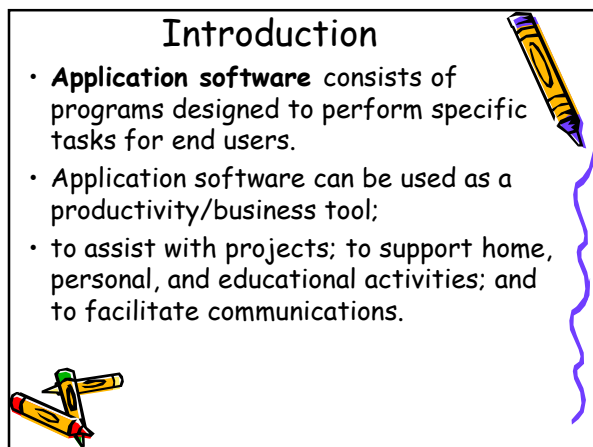 Introduction
• Application software consists of
programs designed to perform specific
tasks for end users.
• Application software can be used as a
productivity/business tool;
• to assist with projects; to support home,
personal, and educational activities; and
to facilitate communications.